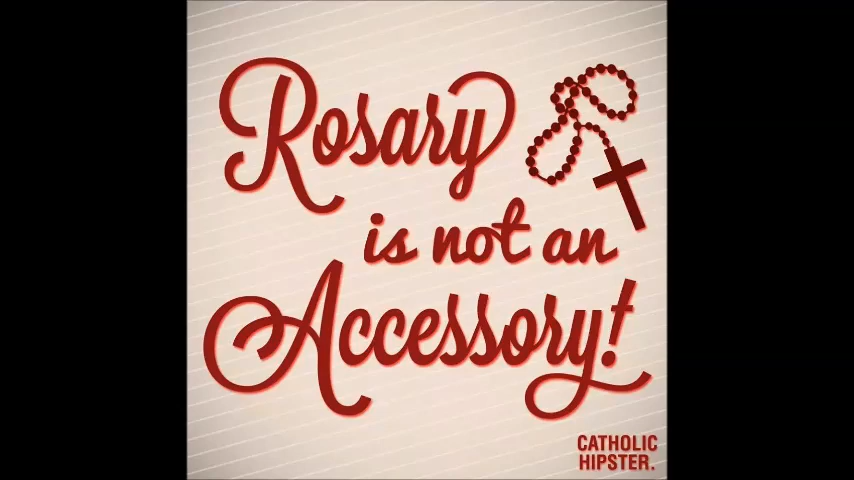 Rosary
is not an
Accessory!
CATHOLIC
HIPSTER.